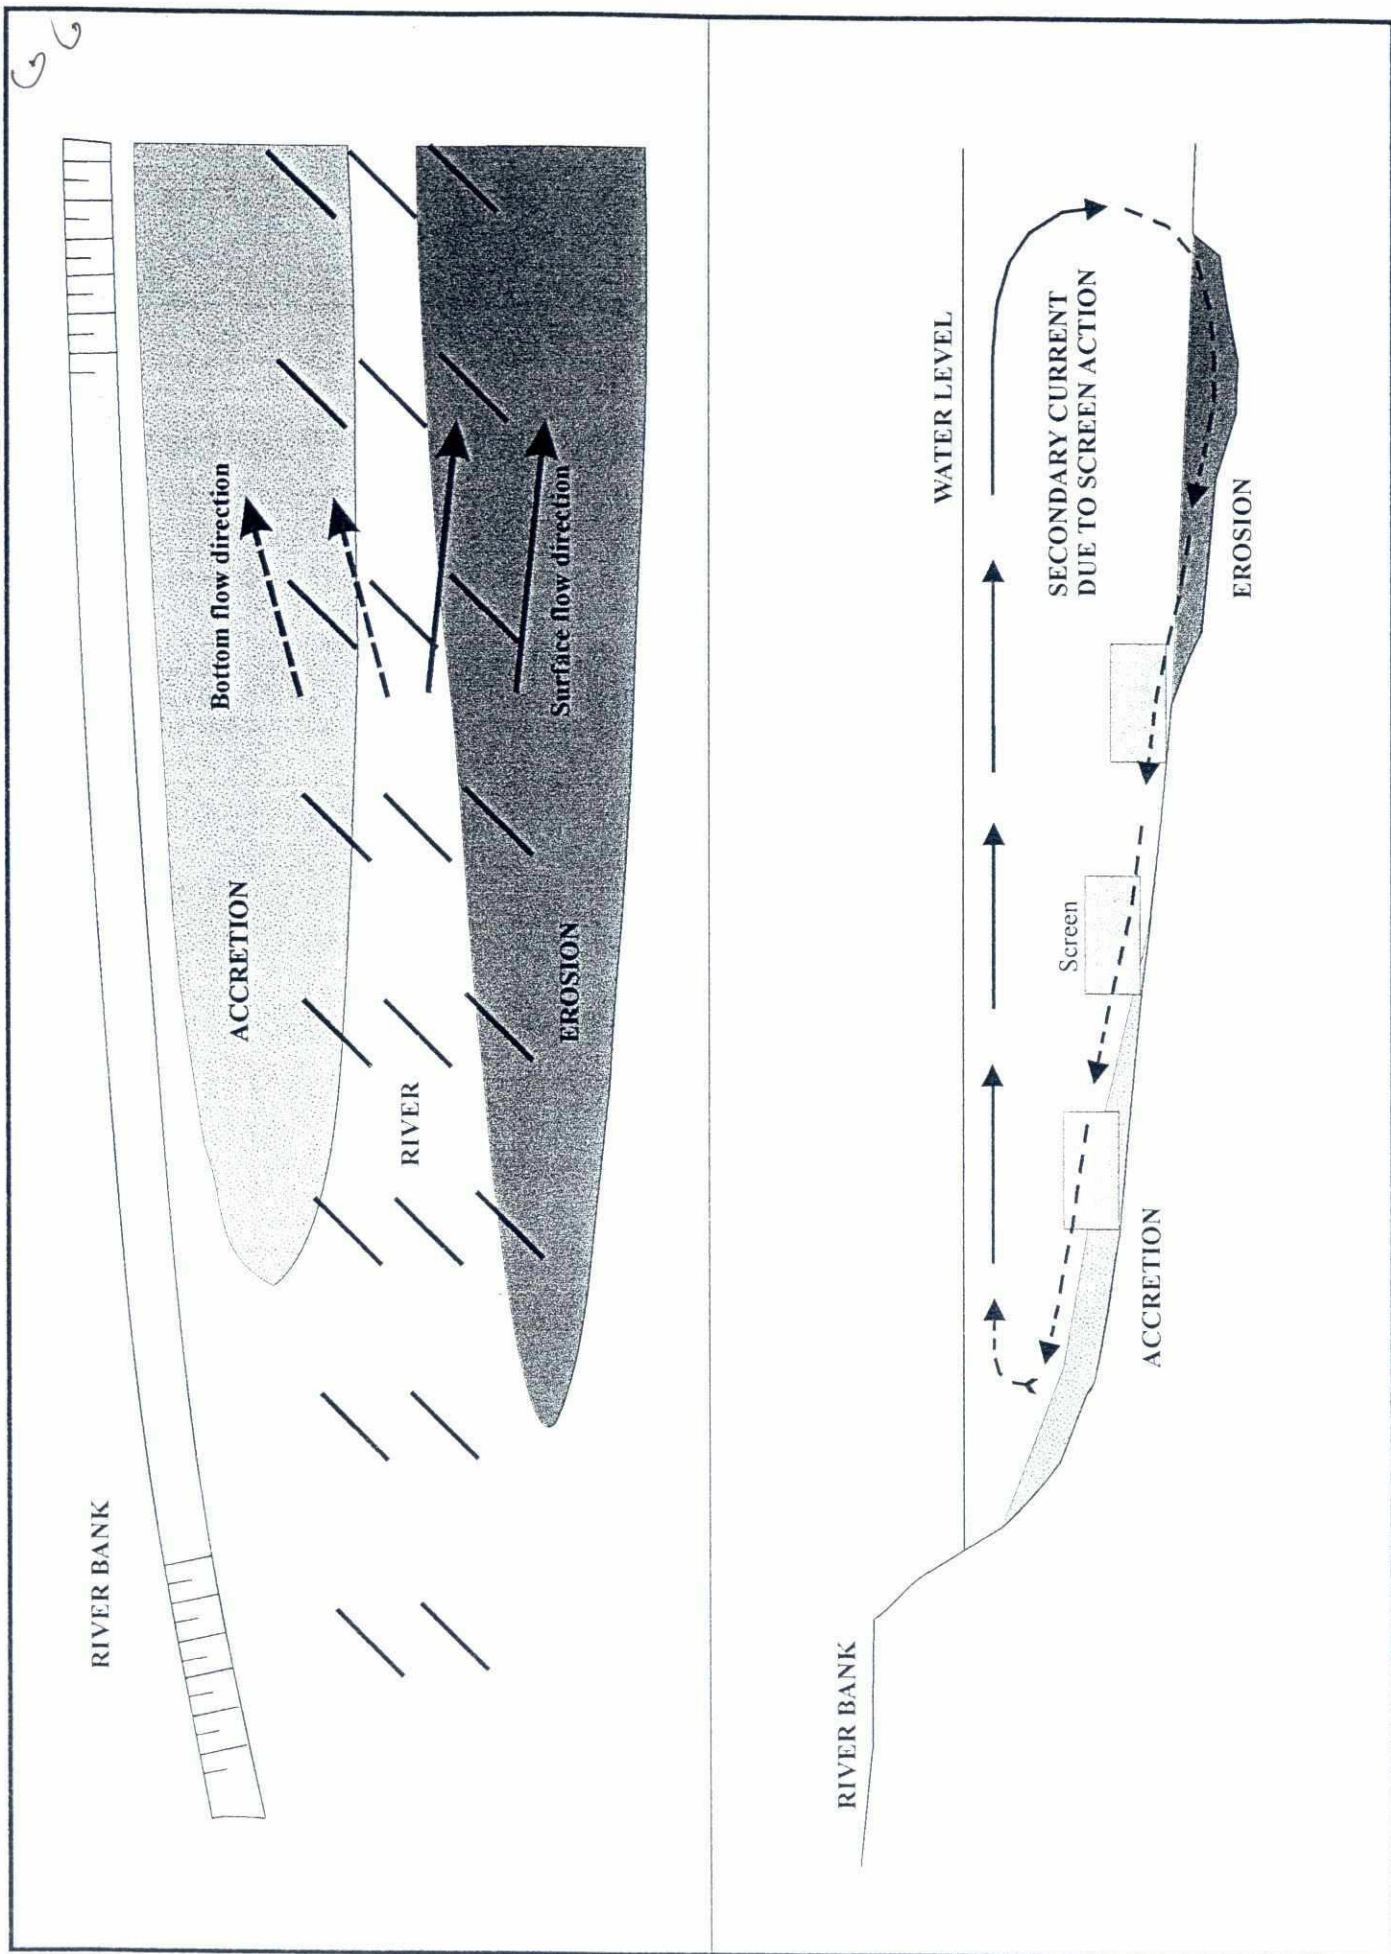 RIVER BANK
Bottom flow direction
ACCRETION
RIVER
Surface flow direction
EROSION
WATER LEVEL
SECONDARY CURRENT
DUE TO SCREEN ACTION
Screen
EROSION
ACCRETION
RIVER BANK